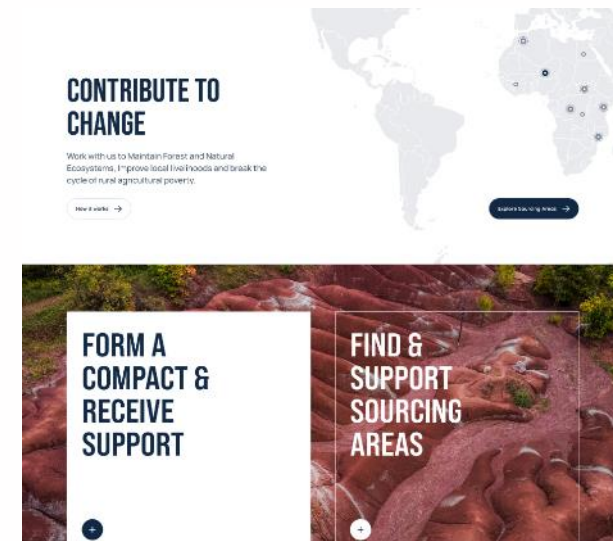 CONTRIBUTE TO
CHANGE
Work with us to Maintain Forest and Natural
Ecosystems, Improve local livelihoods and break the
cycle of rural agricultural poverty.
How it works
Explore Sourcing Areas
FORM A
COMPACT &
RECEIVE
SUPPORT
FIND &
SUPPORT
SOURCING
AREAS